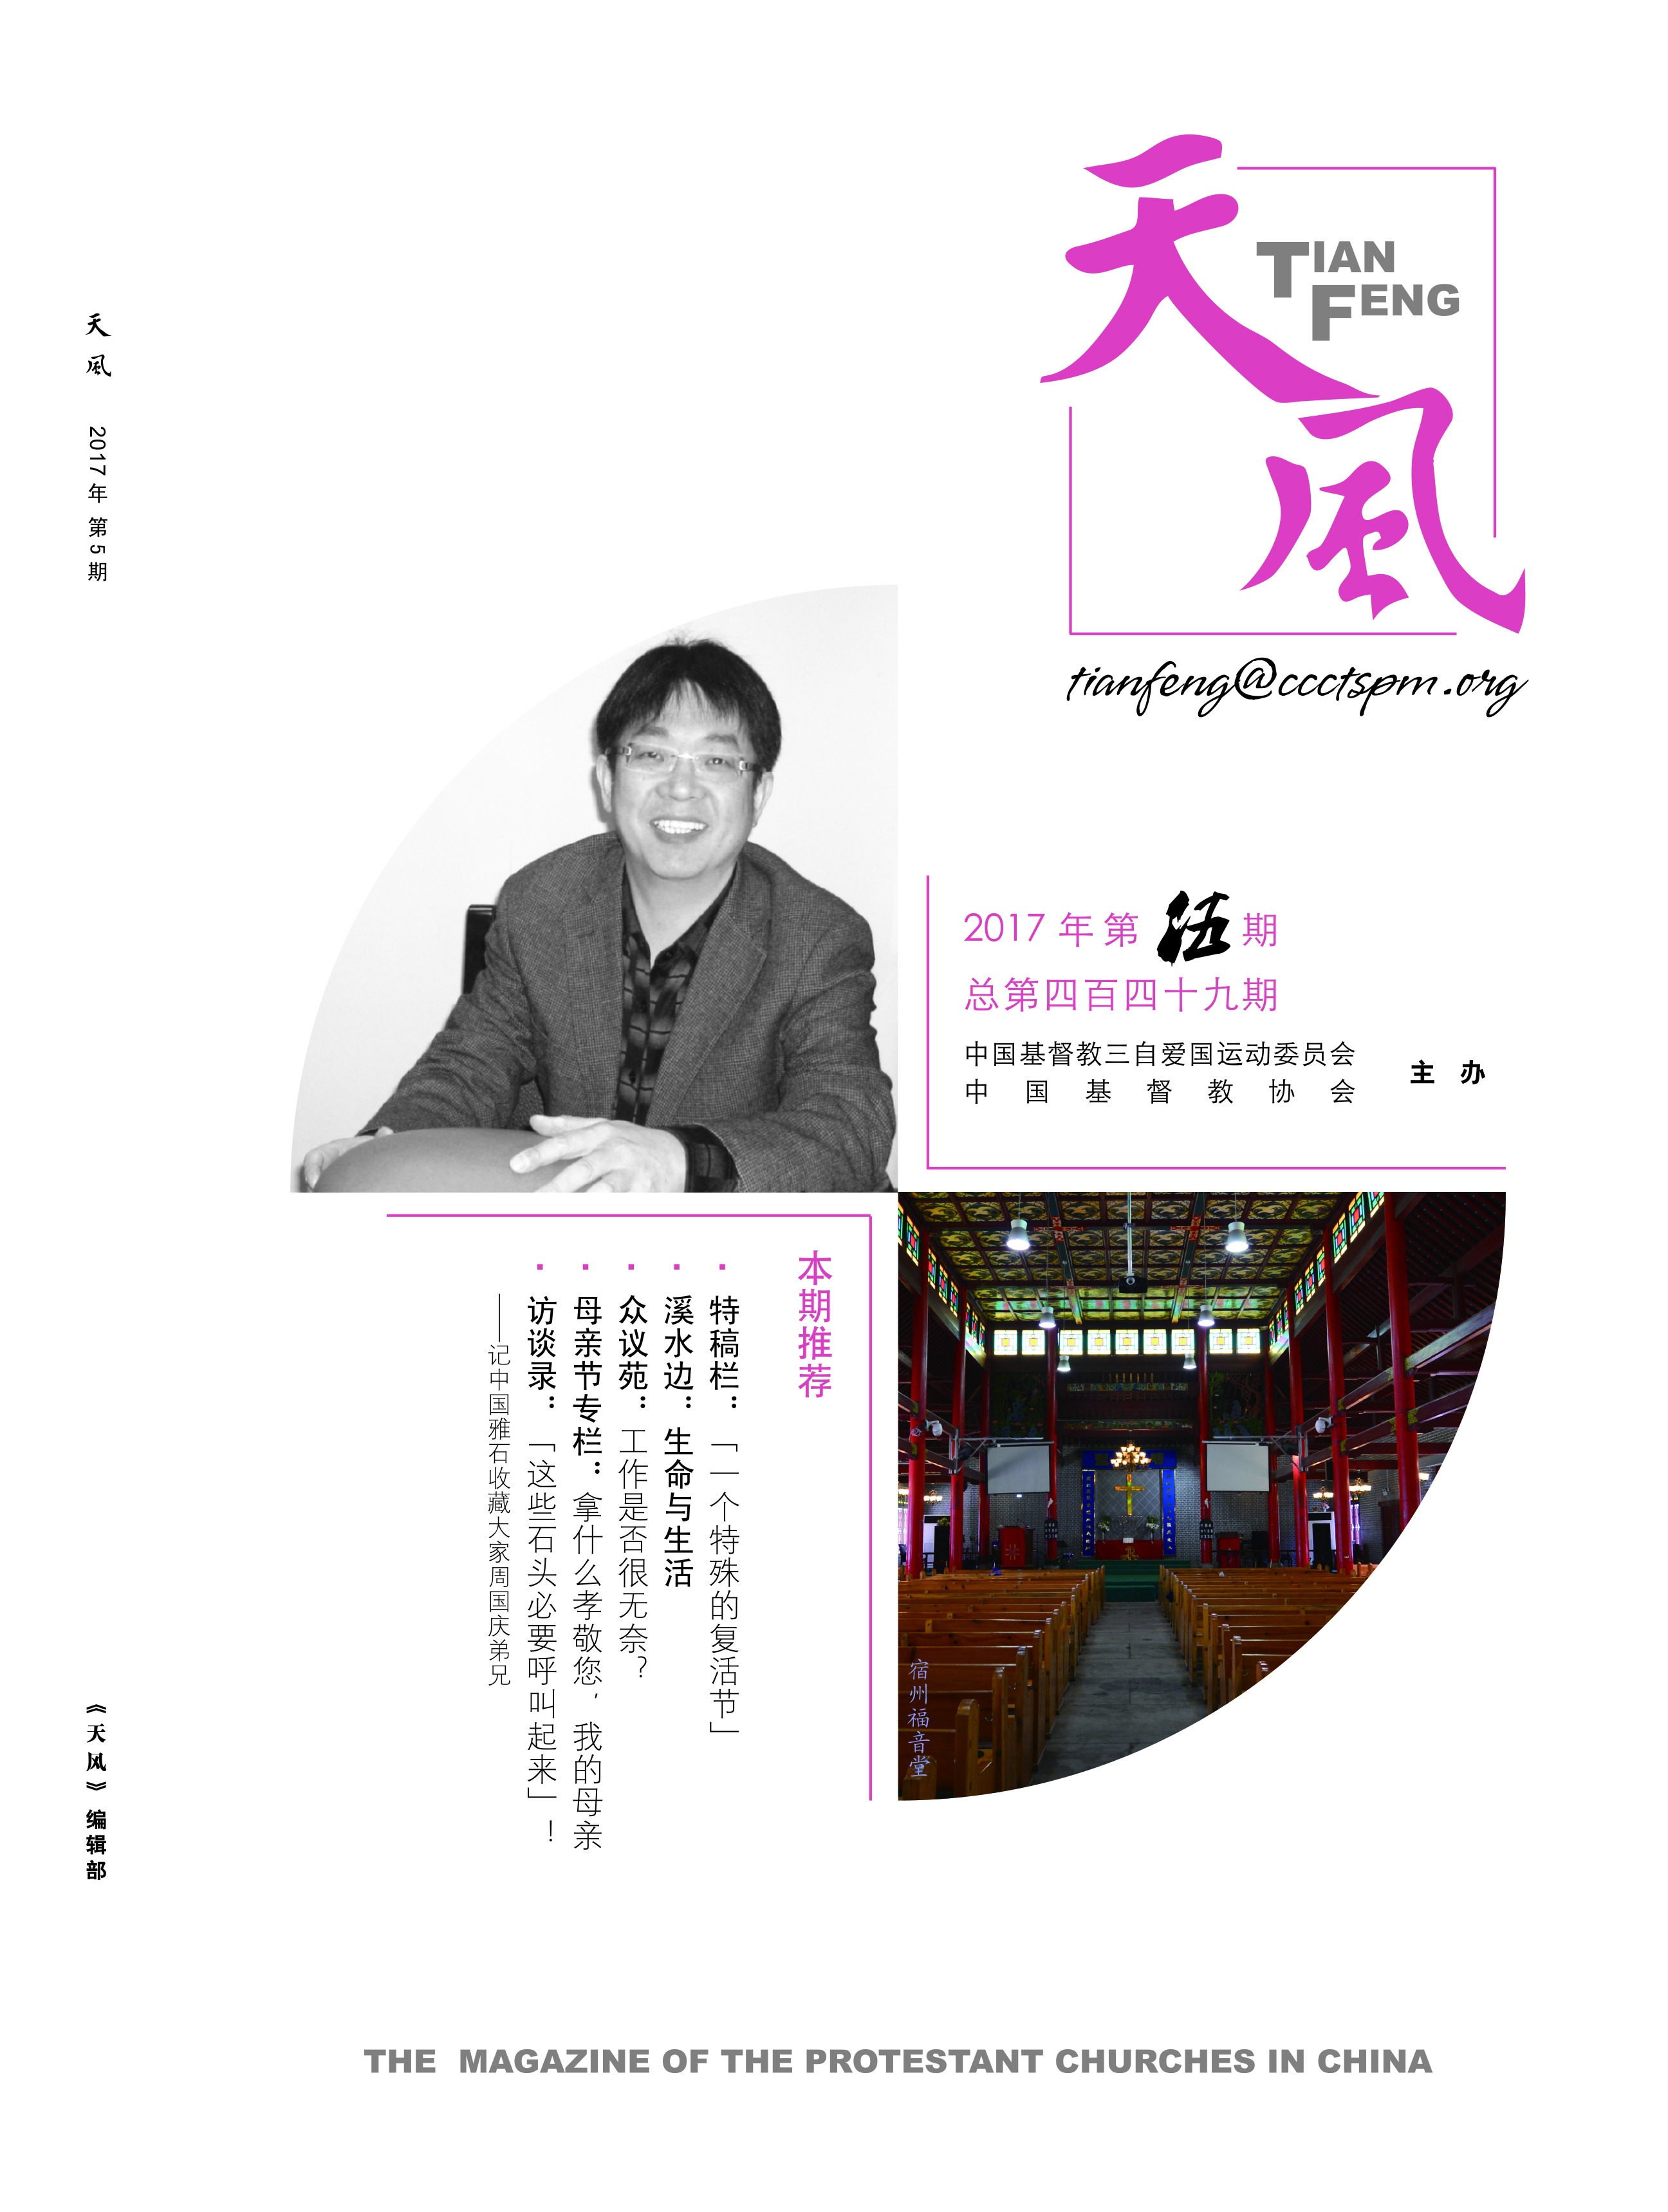 天風
TIAN
FENG
tianfeng@ccctspm.org
天風 2017年第5期
2017年第伍期
总第四百四十九期
中国基督教三自爱国运动委员会
中国基督教协会
主办
本期推荐
· 特稿栏：「一个特殊的复活节」
· 溪水边：生命与生活
· 众议苑：工作是否很无奈？
· 母亲节专栏：拿什么孝敬您，我的母亲
· 访谈录：「这些石头必要呼叫起来」！
——记中国雅石收藏大家周国庆弟兄
宿州福音堂
《天风》编辑部
THE MAGAZINE OF THE PROTESTANT CHURCHES IN CHINA